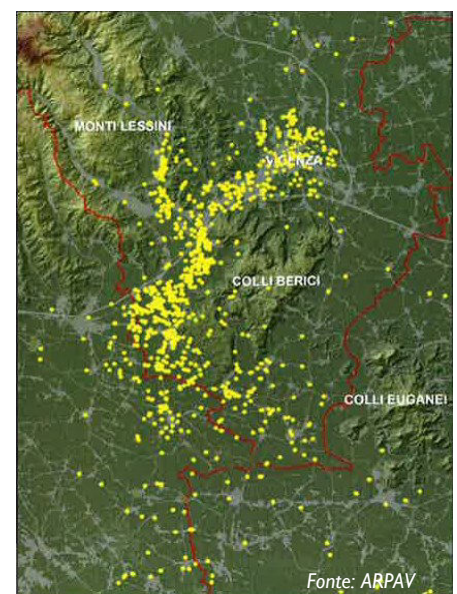 MONTI LESSINI
VICENZA
COLLI BERICI
COLLI EUGANEI
Fonte: ARPAV